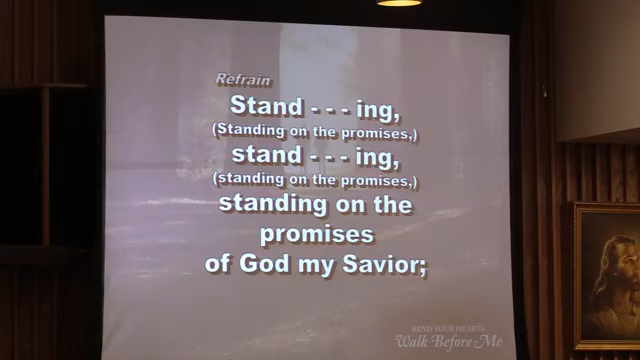 Refrain
Stand - - - ing,
(Standing on the promises,)
stand - - - ing,
(standing on the promises,)
standing on the
promises
of God my Savior;
REND YOUR HEARTS
Walk Before Me